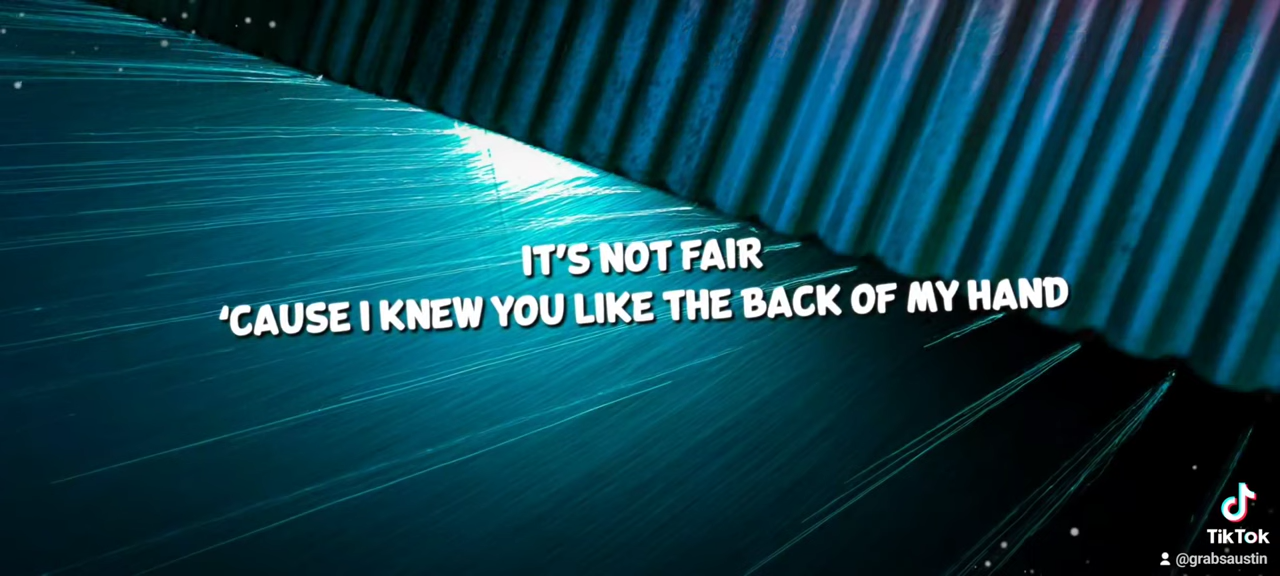 IT'S NOT FAIR
'CAUSE I KNEW YOU LIKE THE BACK OF MY HAND
TikTok
@grabsaustin